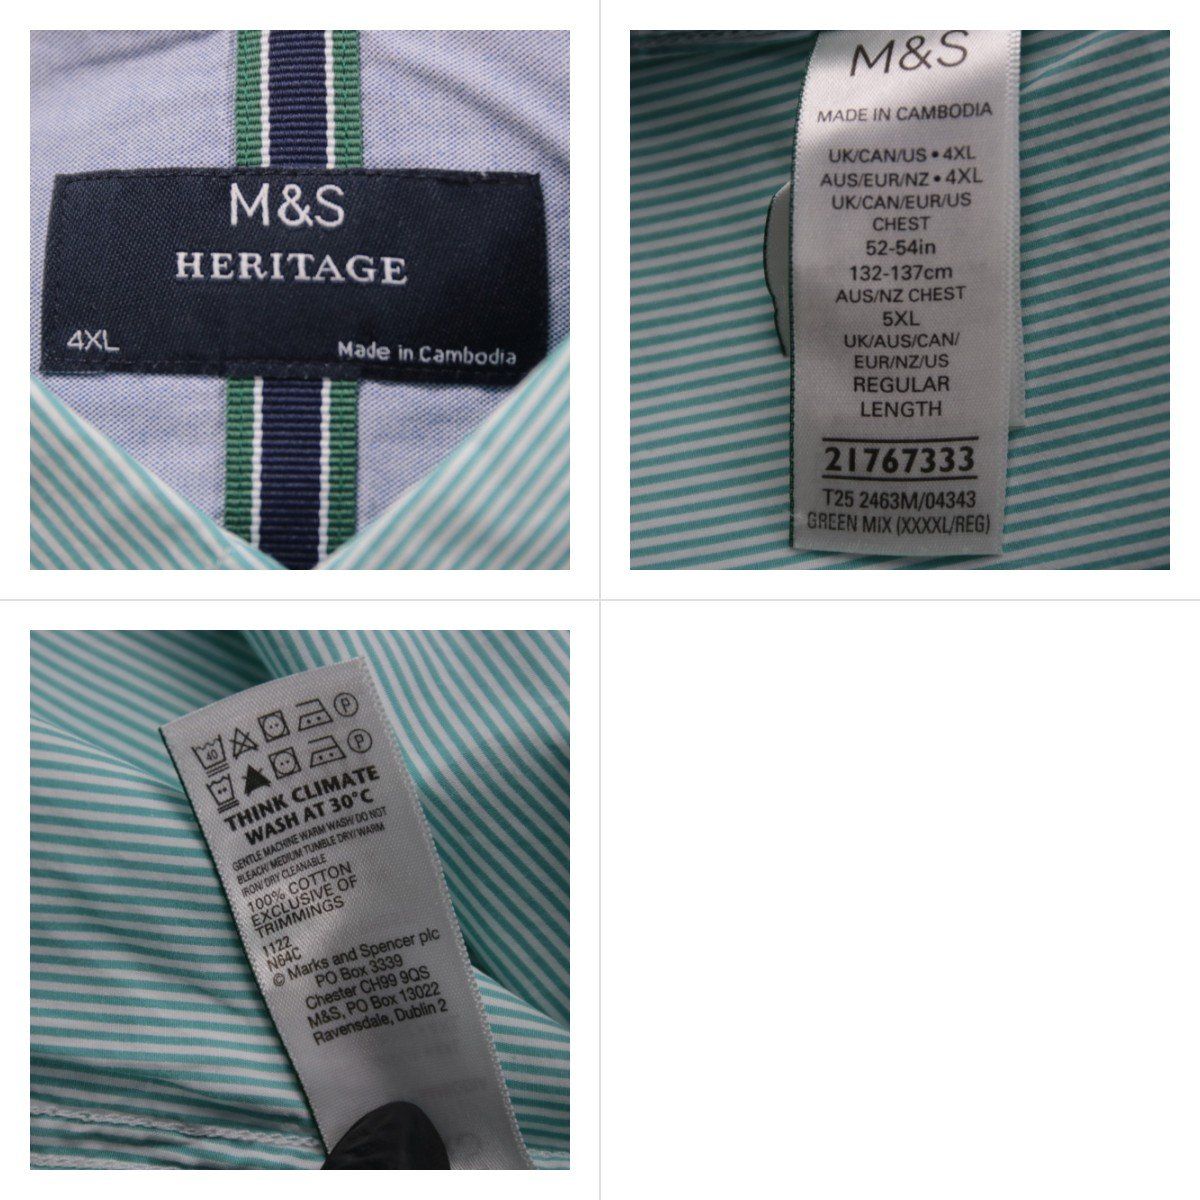 M&S
HERITAGE
4XL
Made in Cambodia
M&S
MADE IN CAMBODIA
UK/CAN/US • 4XL
AUS/EUR/NZ • 4XL
UK/CAN/EUR/US
CHEST
52-54in
132-137cm
AUS/NZ CHEST
5XL
UK/AUS/CAN/
EUR/NZ/US
REGULAR
LENGTH
21767333
T25 2463M/04343
GREEN MIX (XXXXL/REG)
40
P
P
THINK CLIMATE
WASH AT 30°C
GENTLE MACHINE WARM WASH/ DO NOT
BLEACH/ MEDIUM TUMBLE DRY/ WARM
IRON/ DRY CLEANABLE
100% COTTON
EXCLUSIVE OF
TRIMMINGS
1122
N64C
© Marks and Spencer plc
PO Box 3339
Chester CH99 9QS
M&S, PO Box 13022
Ravensdale, Dublin 2